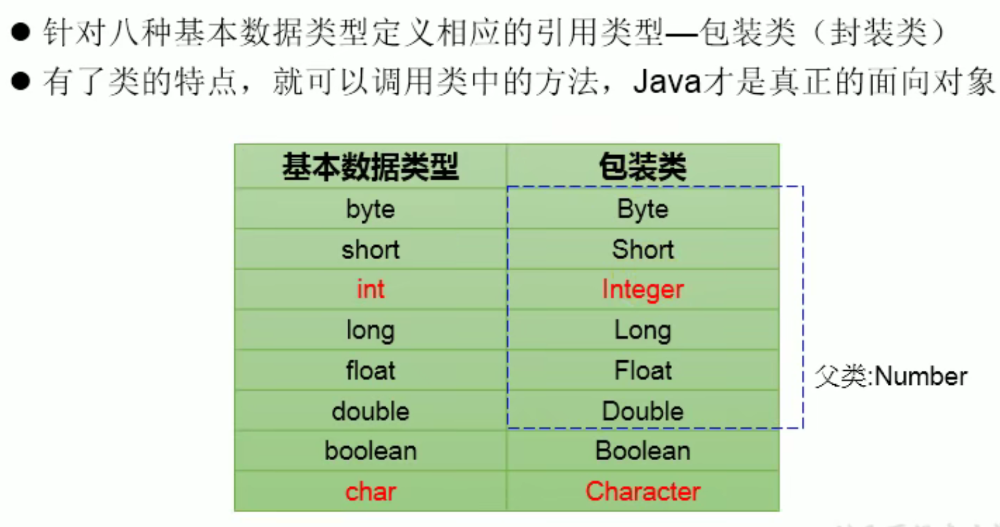 ● 针对八种基本数据类型定义相应的引用类型—包装类（封装类）
● 有了类的特点，就可以调用类中的方法，Java才是真正的面向对象
基本数据类型 包装类
byte Byte
short Short
int Integer
long Long
float Float
父类:Number
double Double
boolean Boolean
char Character